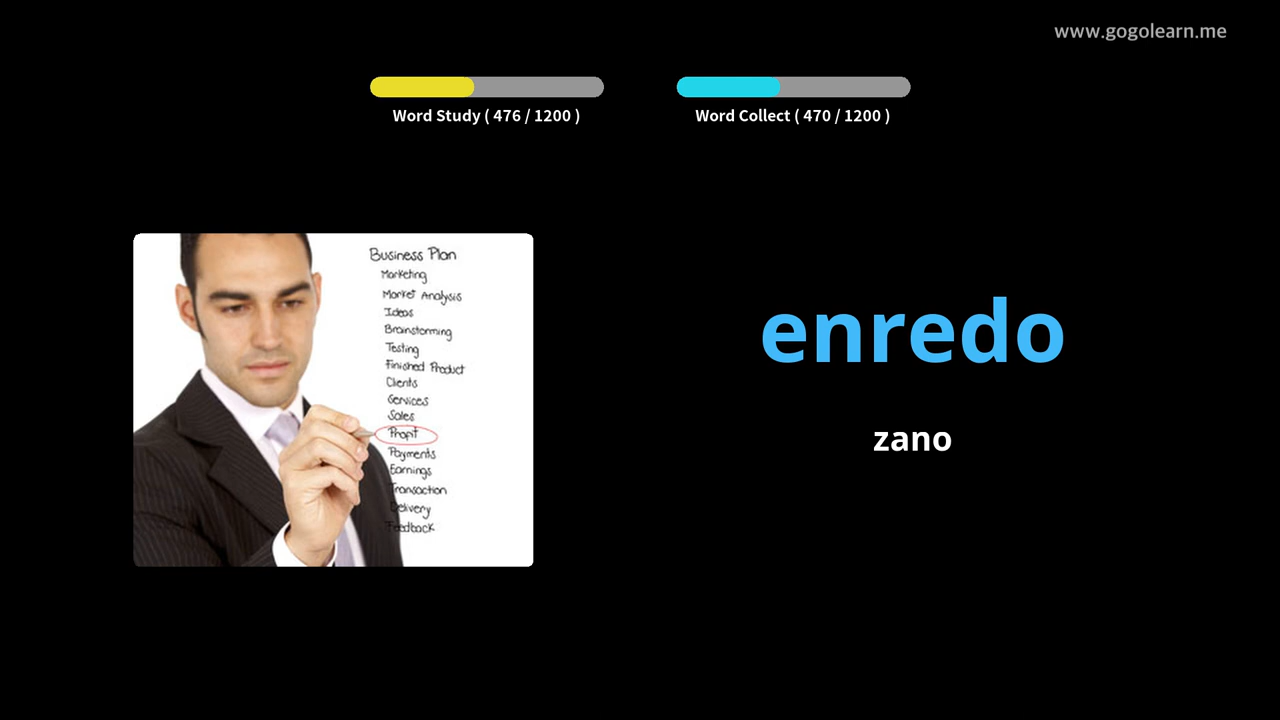 www.gogolearn.me
Word Study ( 476 / 1200 )
Word Collect ( 470 / 1200 )
Business Plan
Marketing
Market Analysis
Ideas
Brainstorming
Testing
Finished Product
Clients
Services
Sales
Profit
Payments
Earnings
Transaction
Delivery
Feedback
enredo
zano